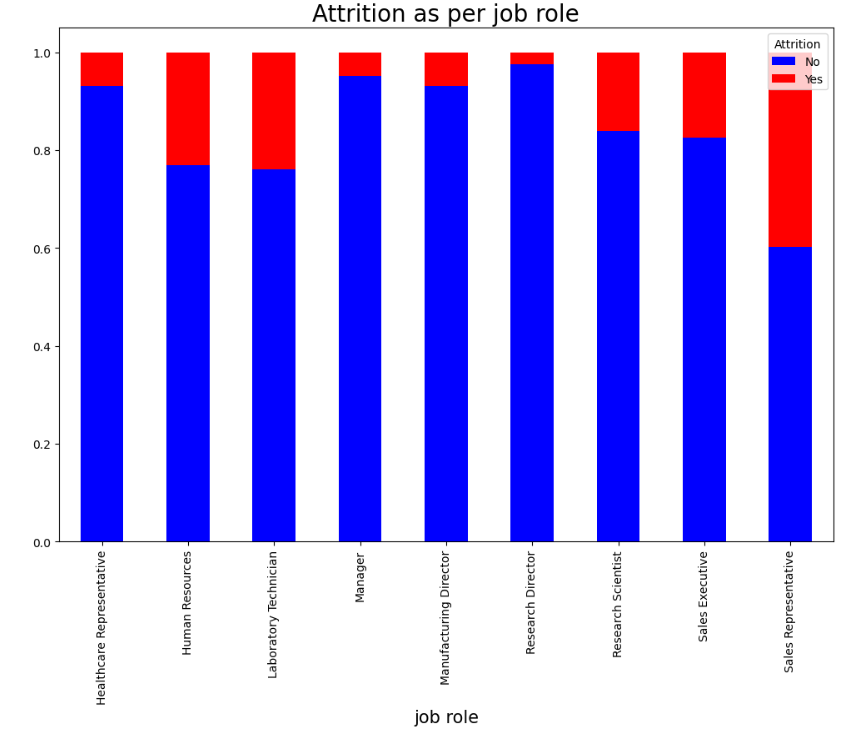 Attrition as per job role
Attrition
No
Yes
1.0
0.8
0.6
0.4
0.2
0.0
Healthcare Representative
Human Resources
Laboratory Technician
Manager
Manufacturing Director
Research Director
Research Scientist
Sales Executive
Sales Representative
job role